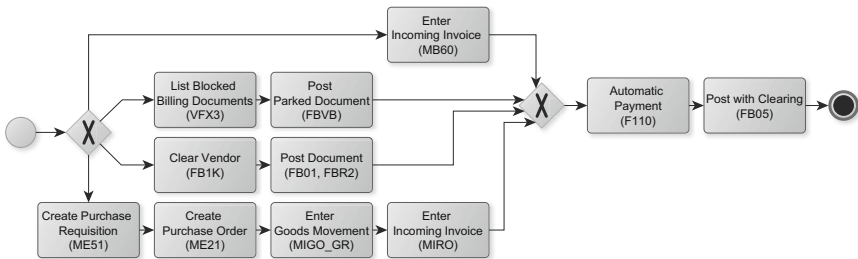 Enter
Incoming Invoice
(MB60)
List Blocked
Billing Documents
(VFX3)
Post
Parked Document
(FBVB)
Automatic
Payment
(F110)
Post with Clearing
(FB05)
X
X
Clear Vendor
(FB1K)
Post Document
(FB01, FBR2)
Create Purchase
Requisition
(ME51)
Create
Purchase Order
(ME21)
Enter
Goods Movement
(MIGO_GR)
Enter
Incoming Invoice
(MIRO)